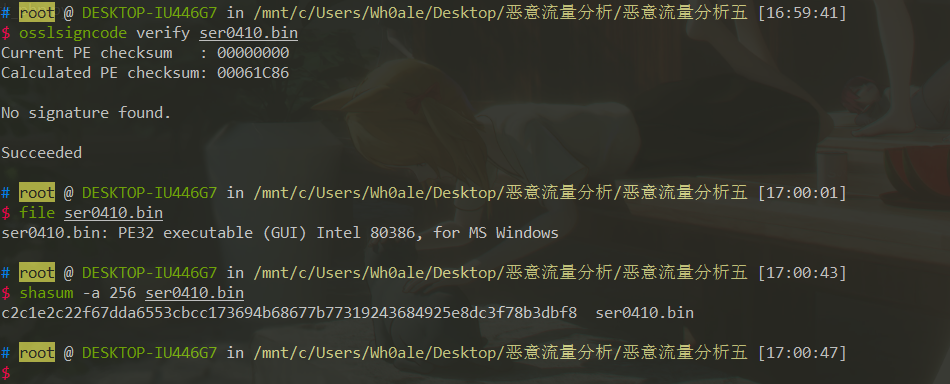 # root @ DESKTOP-IU446G7 in /mnt/c/Users/Wh0ale/Desktop/恶意流量分析/恶意流量分析五 [16:59:41]
$ osslsigncode verify ser0410.bin
Current PE checksum   : 00000000
Calculated PE checksum: 00061C86
No signature found.
Succeeded
# root @ DESKTOP-IU446G7 in /mnt/c/Users/Wh0ale/Desktop/恶意流量分析/恶意流量分析五 [17:00:01]
$ file ser0410.bin
ser0410.bin: PE32 executable (GUI) Intel 80386, for MS Windows
# root @ DESKTOP-IU446G7 in /mnt/c/Users/Wh0ale/Desktop/恶意流量分析/恶意流量分析五 [17:00:43]
$ shasum -a 256 ser0410.bin
c2c1e2c22f67dda6553cbcc173694b68677b77319243684925e8dc3f78b3dbf8  ser0410.bin
# root @ DESKTOP-IU446G7 in /mnt/c/Users/Wh0ale/Desktop/恶意流量分析/恶意流量分析五 [17:00:47]
$